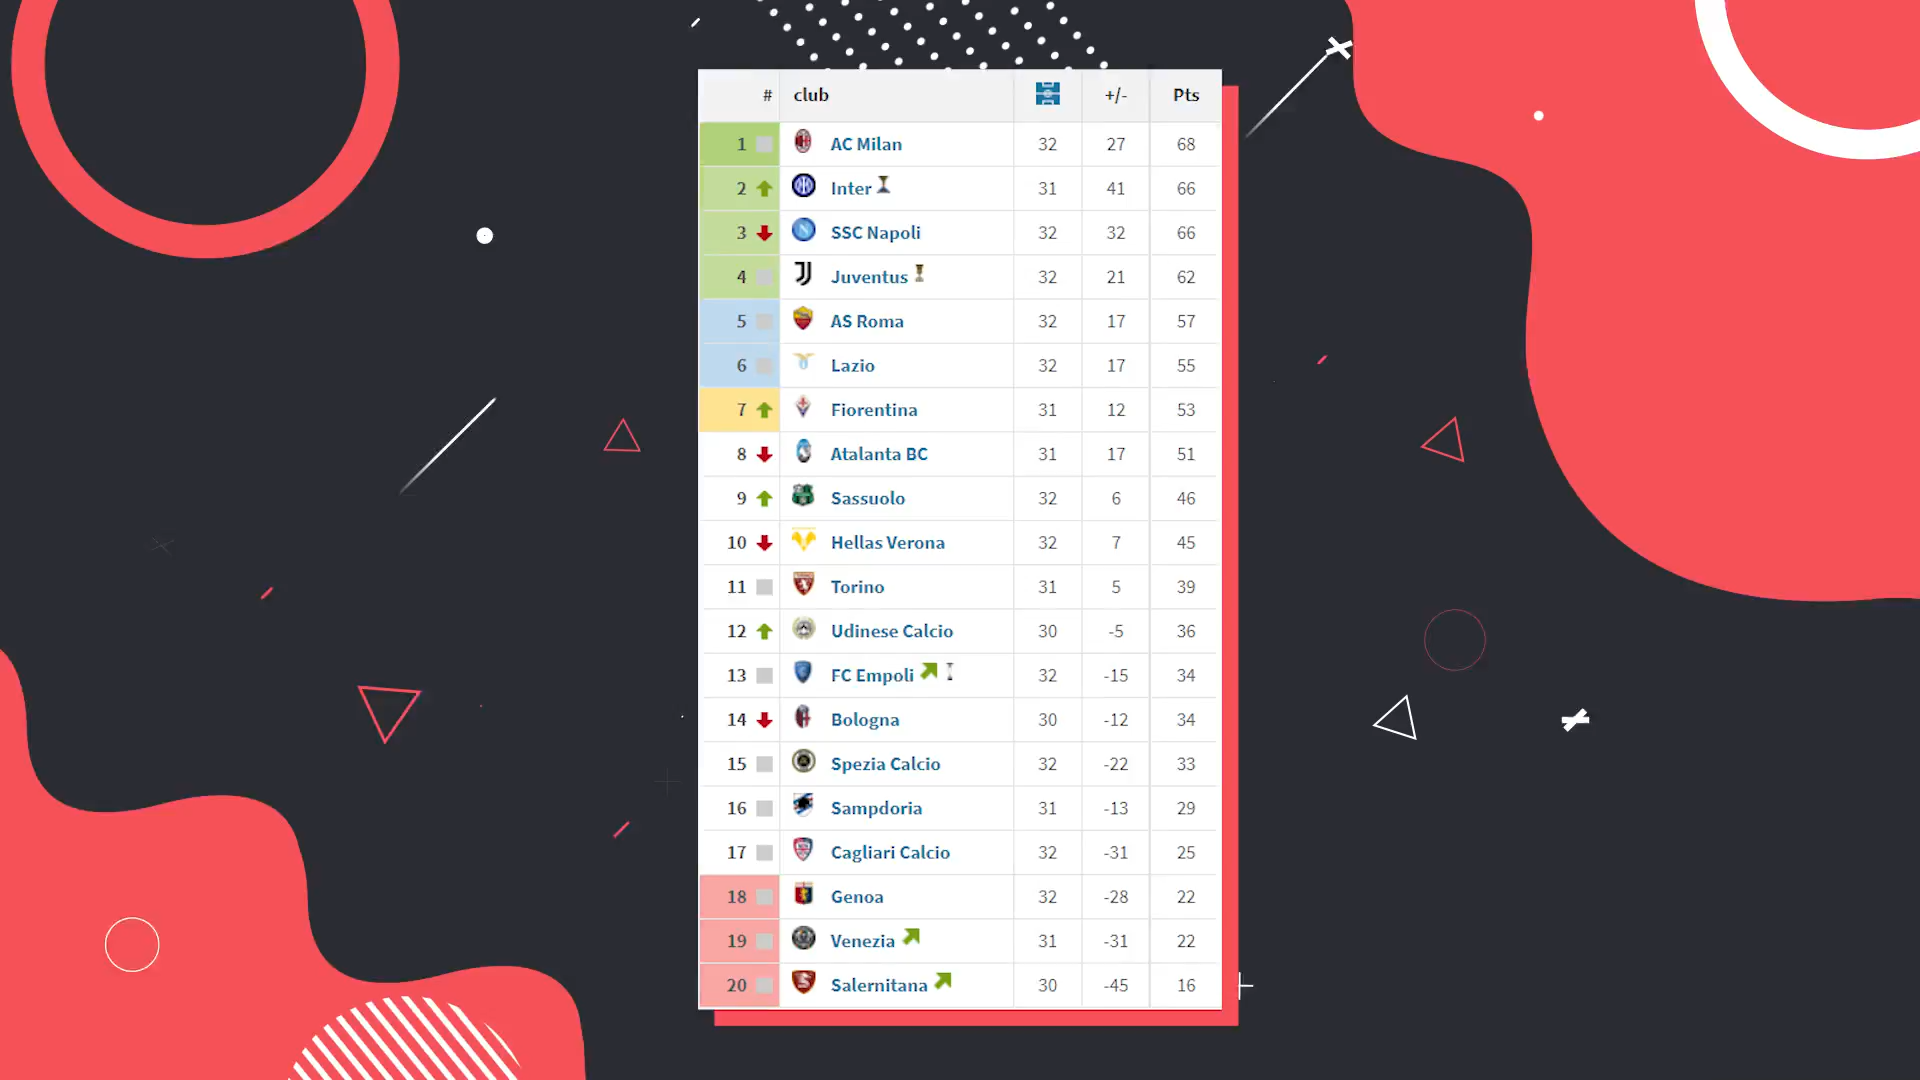 # club +/- Pts
1 AC Milan 32 27 68
2 Inter 31 41 66
3 SSC Napoli 32 32 66
4 Juventus 32 21 62
5 AS Roma 32 17 57
6 Lazio 32 17 55
7 Fiorentina 31 12 53
8 Atalanta BC 31 17 51
9 Sassuolo 32 6 46
10 Hellas Verona 32 7 45
11 Torino 31 5 39
12 Udinese Calcio 30 -5 36
13 FC Empoli 32 -15 34
14 Bologna 30 -12 34
15 Spezia Calcio 32 -22 33
16 Sampdoria 31 -13 29
17 Cagliari Calcio 32 -31 25
18 Genoa 32 -28 22
19 Venezia 31 -31 22
20 Salernitana 30 -45 16